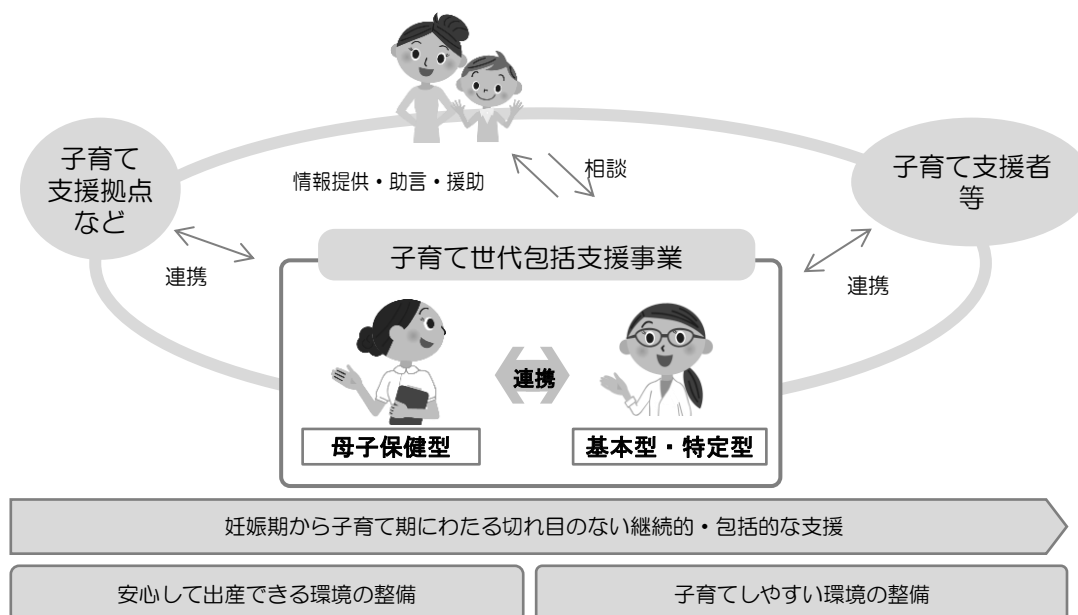 子育て
支援拠点
など
情報提供・助言・援助
相談
子育て支援者
等
連携
連携
子育て世代包括支援事業
連携
母子保健型
基本型・特定型
妊娠期から子育て期にわたる切れ目のない継続的・包括的な支援
安心して出産できる環境の整備
子育てしやすい環境の整備